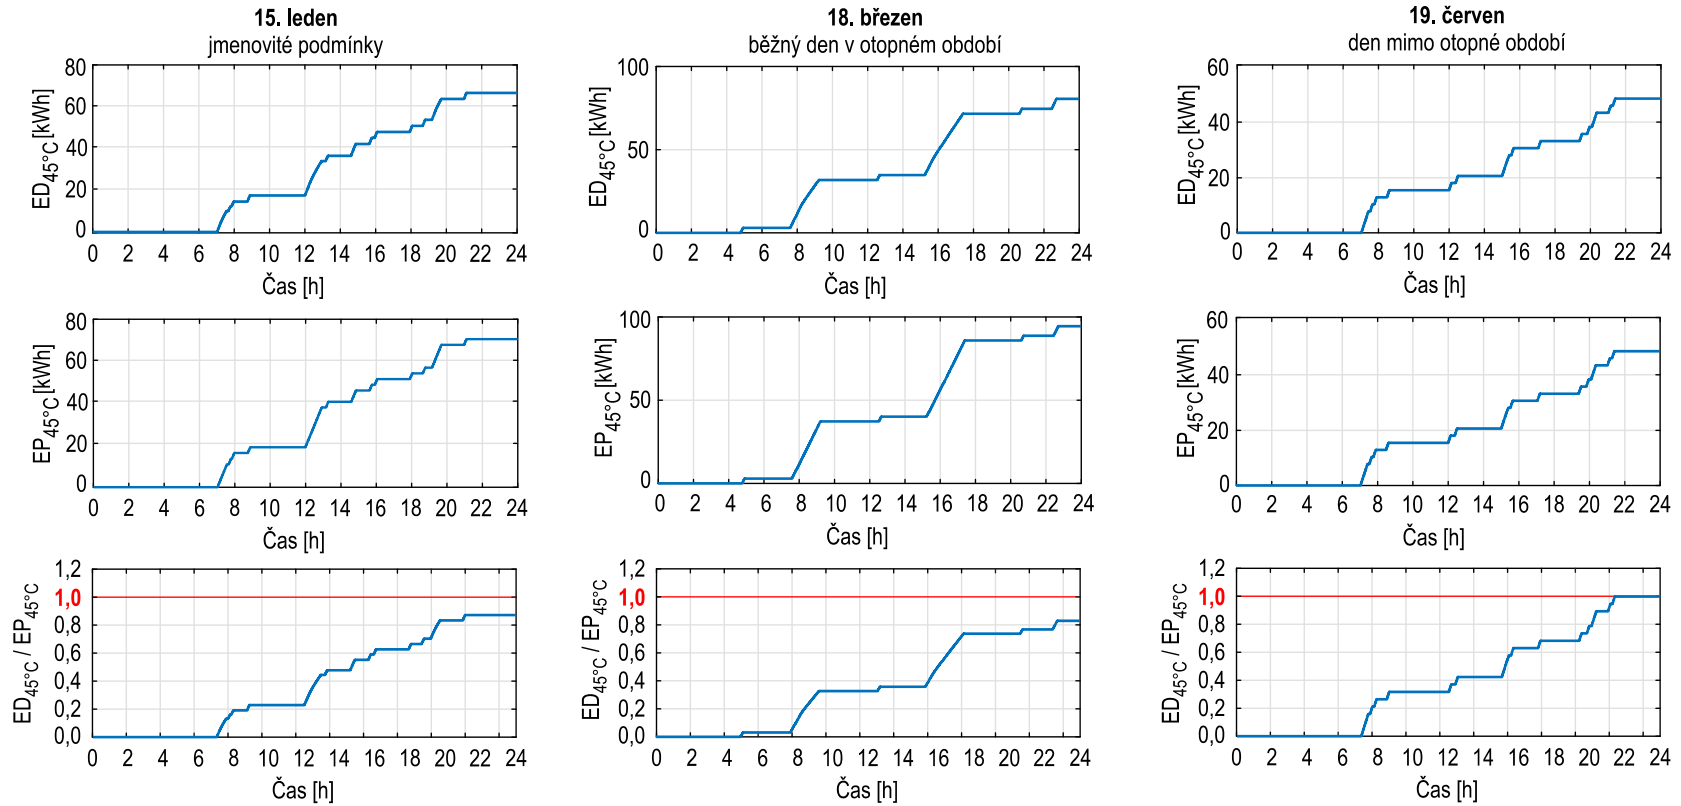 15. leden
jmenovité podmínky
80
60
40
20
0
ED45°C [kWh]
0 2 4 6 8 10 12 14 16 18 20 22 24
Čas [h]
18. březen
běžný den v otopném období
100
50
0
ED45°C [kWh]
0 2 4 6 8 10 12 14 16 18 20 22 24
Čas [h]
19. červen
den mimo otopné období
60
40
20
0
ED45°C [kWh]
0 2 4 6 8 10 12 14 16 18 20 22 24
Čas [h]
80
60
40
20
0
EP45°C [kWh]
0 2 4 6 8 10 12 14 16 18 20 22 24
Čas [h]
100
50
0
EP45°C [kWh]
0 2 4 6 8 10 12 14 16 18 20 22 24
Čas [h]
60
40
20
0
EP45°C [kWh]
0 2 4 6 8 10 12 14 16 18 20 22 24
Čas [h]
1,2
1,0
0,8
0,6
0,4
0,2
0,0
ED45°C / EP45°C
0 2 4 6 8 10 12 14 16 18 20 22 24
Čas [h]
1,2
1,0
0,8
0,6
0,4
0,2
0,0
ED45°C / EP45°C
0 2 4 6 8 10 12 14 16 18 20 22 24
Čas [h]
1,2
1,0
0,8
0,6
0,4
0,2
0,0
ED45°C / EP45°C
0 2 4 6 8 10 12 14 16 18 20 22 24
Čas [h]